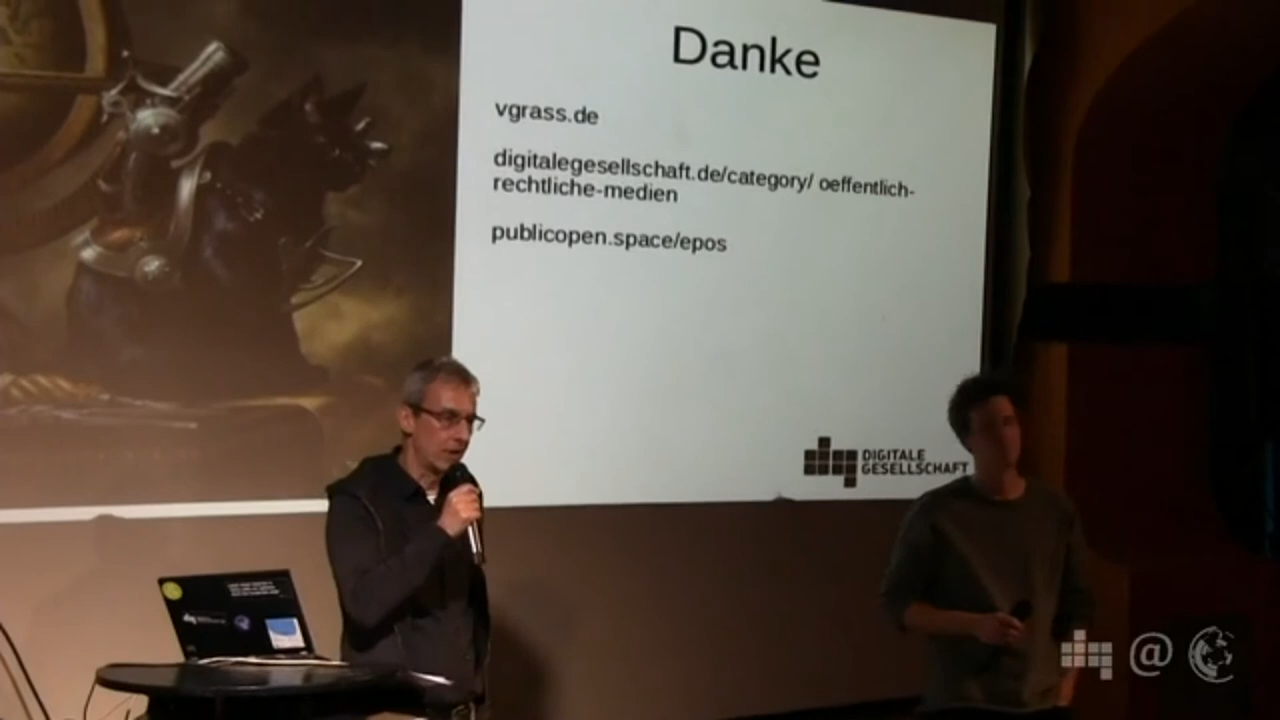 Danke
vgrass.de
digitalegesellschaft.de/category/ oeffentlich-
rechtliche-medien
publicopen.space/epos
DIGITALE
GESELLSCHAFT
@